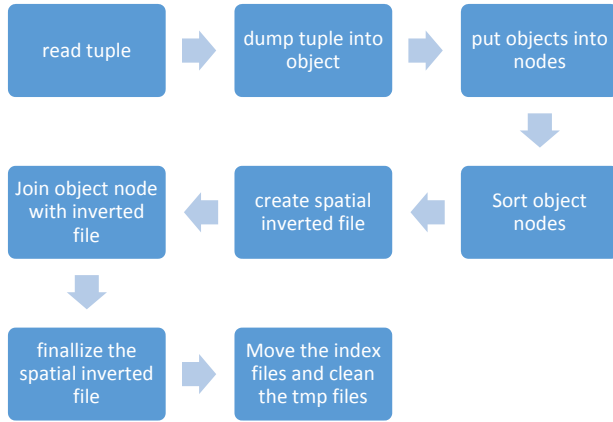 read tuple
dump tuple into
object
put objects into
nodes
Sort object
nodes
create spatial
inverted file
Join object node
with inverted
file
finallize the
spatial inverted
file
Move the index
files and clean
the tmp files